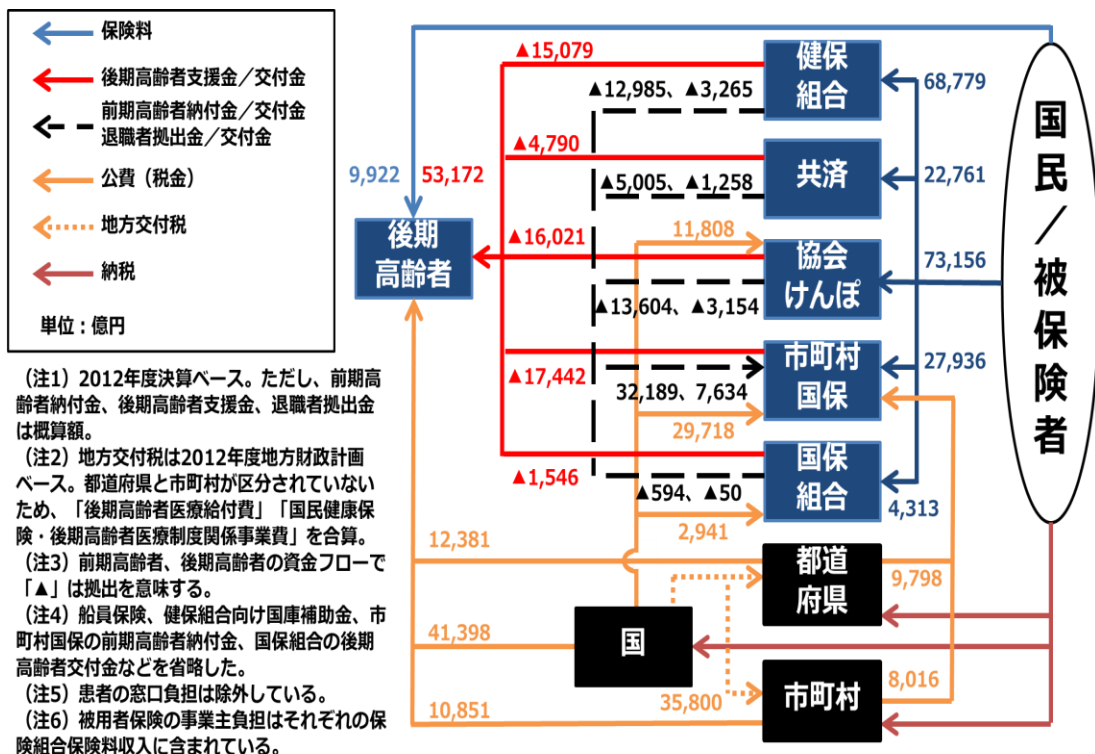 保険料
後期高齢者支援金／交付金
前期高齢者納付金／交付金
退職者拠出金／交付金
公費（税金）
地方交付税
納税
単位：億円
（注1）2012年度決算ベース。ただし、前期高
齢者納付金、後期高齢者支援金、退職者拠出金
は概算額。
（注2）地方交付税は2012年度地方財政計画
ベース。都道府県と市町村が区分されていない
ため、「後期高齢者医療給付費」「国民健康保
険・後期高齢者医療制度関係事業費」を合算。
（注3）前期高齢者、後期高齢者の資金フローで
「▲」は拠出を意味する。
（注4）船員保険、健保組合向け国庫補助金、市
町村国保の前期高齢者納付金、国保組合の後期
高齢者交付金などを省略した。
（注5）患者の窓口負担は除外している。
（注6）被用者保険の事業主負担はそれぞれの保
険組合保険料収入に含まれている。
9,922
53,172
後期
高齢者
▲15,079
▲12,985、▲3,265
健保
組合
68,779
▲4,790
▲5,005、▲1,258
共済
22,761
11,808
▲16,021
協会
けんぽ
73,156
▲13,604、▲3,154
市町村
国保
27,936
▲17,442
32,189、7,634
29,718
国保
組合
▲1,546
▲594、▲50
4,313
2,941
12,381
都道
府県
9,798
41,398
国
35,800
市町村
8,016
10,851
国民／被保険者